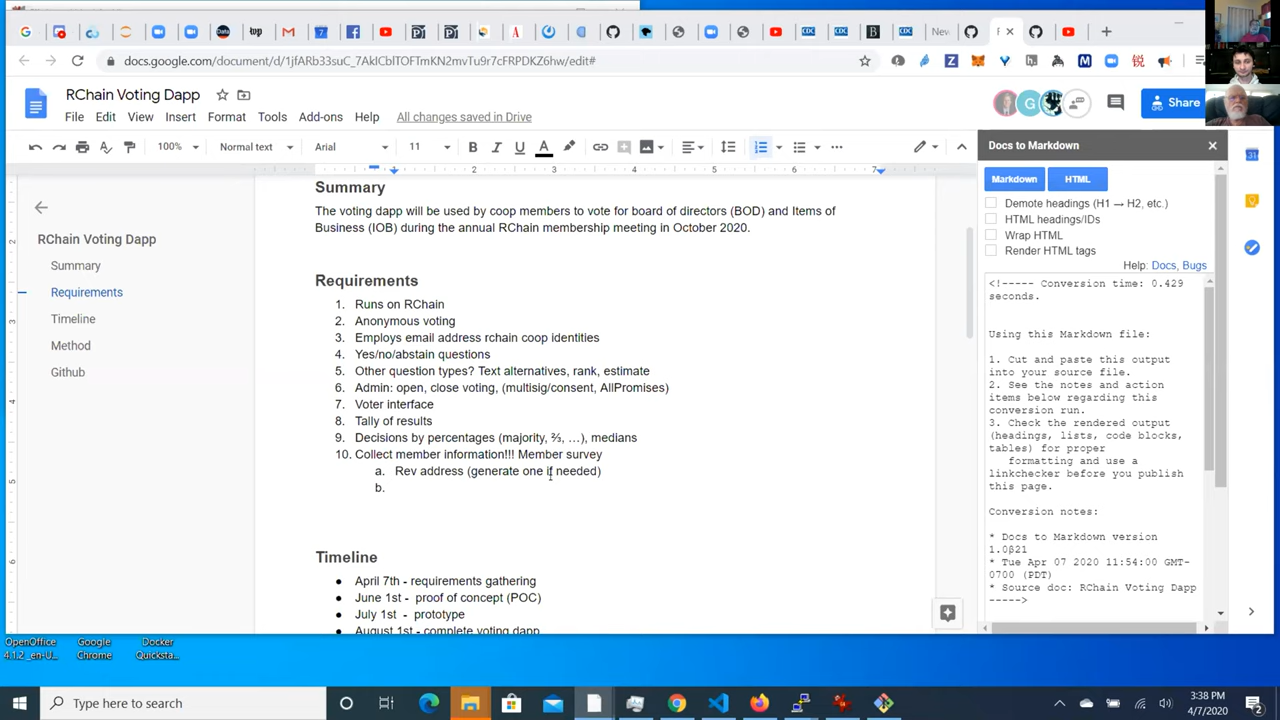 docs.google.com/document/d/1jfARb33suC_7AkICblTOFTmKN2mvTu9r7cFRPDKZ6hw/edit#
RChain Voting Dapp
File Edit View Insert Format Tools Add-ons Help All changes saved in Drive
Share
100% Normal text Arial 11
Docs to Markdown
Markdown HTML
Demote headings (H1 → H2, etc.)
HTML headings/IDs
Wrap HTML
Render HTML tags
Help: Docs, Bugs
<!----- Conversion time: 0.429
seconds.
Using this Markdown file:
1. Cut and paste this output
into your source file.
2. See the notes and action
items below regarding this
conversion run.
3. Check the rendered output
(headings, lists, code blocks,
tables) for proper
formatting and use a
linkchecker before you publish
this page.
Conversion notes:
* Docs to Markdown version
1.0β21
* Tue Apr 07 2020 11:54:00 GMT-
0700 (PDT)
* Source doc: RChain Voting Dapp
----->
RChain Voting Dapp
Summary
Requirements
Timeline
Method
Github
Summary
The voting dapp will be used by coop members to vote for board of directors (BOD) and Items of
Business (IOB) during the annual RChain membership meeting in October 2020.
Requirements
1. Runs on RChain
2. Anonymous voting
3. Employs email address rchain coop identities
4. Yes/no/abstain questions
5. Other question types? Text alternatives, rank, estimate
6. Admin: open, close voting, (multisig/consent, AllPromises)
7. Voter interface
8. Tally of results
9. Decisions by percentages (majority, ⅔, …), medians
10. Collect member information!!! Member survey
a. Rev address (generate one if needed)
b.
Timeline
● April 7th - requirements gathering
● June 1st - proof of concept (POC)
● July 1st - prototype
● August 1st - complete voting dapp
OpenOffice
4.1.2 _en-U...
Google
Chrome
Docker
Quicksta...
Type here to search
3:38 PM
4/7/2020